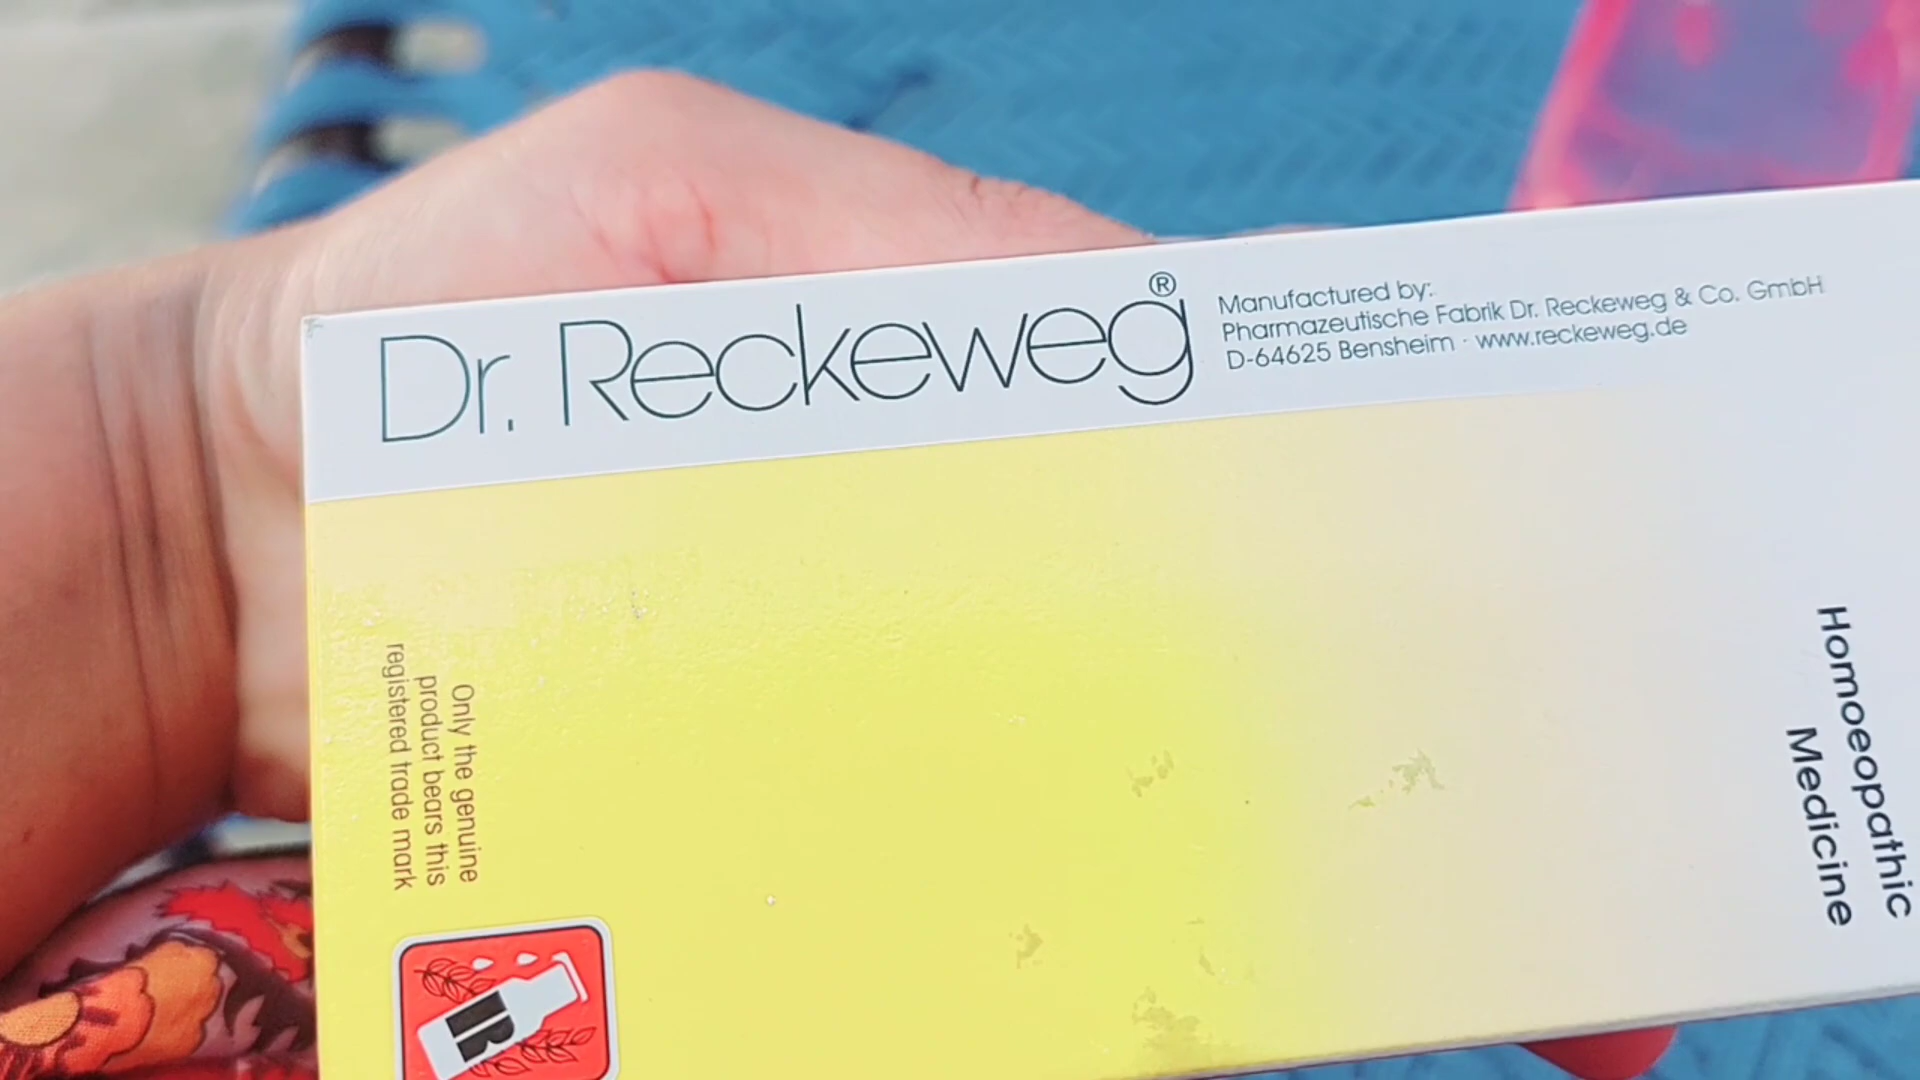 Dr. Reckeweg®
Manufactured by:
Pharmazeutische Fabrik Dr. Reckeweg & Co. GmbH
D-64625 Bensheim · www.reckeweg.de
Homoeopathic
Medicine
Only the genuine
product bears this
registered trade mark
R